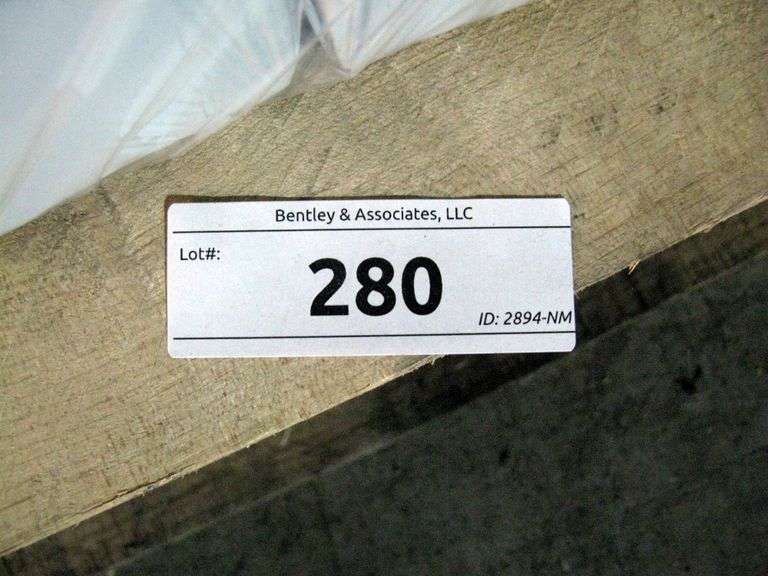 Bentley & Associates, LLC
Lot#:
280
ID: 2894-NM